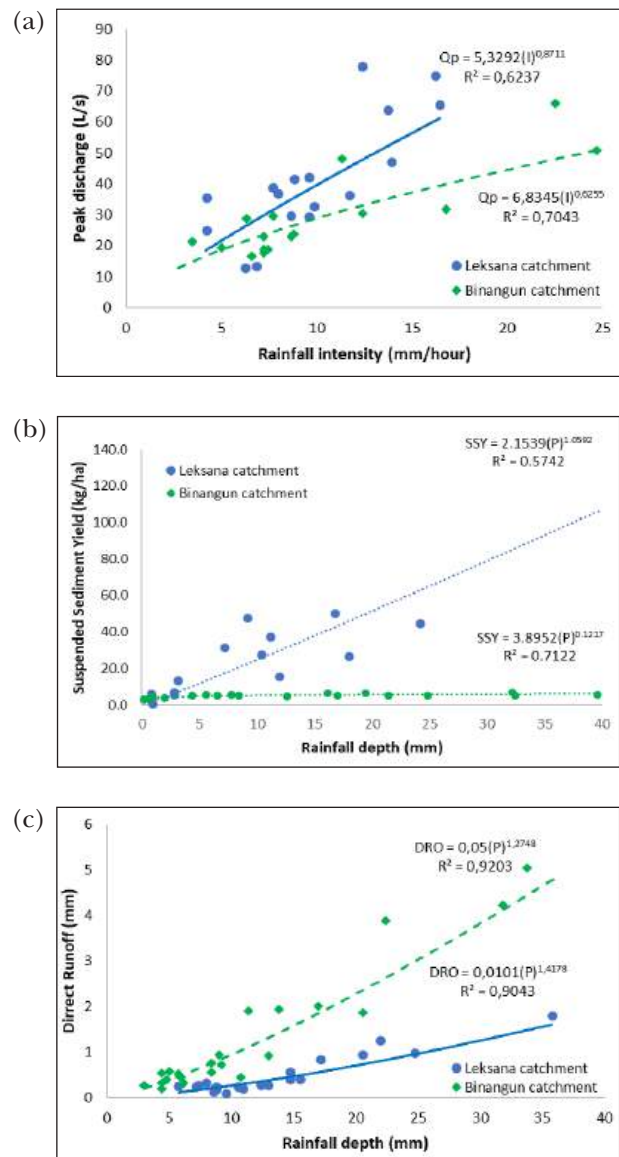 (a)
90
80
70
60
50
40
30
20
10
0
Peak discharge (L/s)
Qp = 5,3292(I)^0,8711
R² = 0,6237
Qp = 6,8345(I)^0,6255
R² = 0,7043
Leksana catchment
Binangun catchment
0 5 10 15 20 25
Rainfall intensity (mm/hour)
(b)
140.0
120.0
100.0
80.0
60.0
40.0
20.0
0.0
Suspended Sediment Yield (kg/ha)
SSY = 2.1539(P)^1.0592
R² = 0.5742
Leksana catchment
Binangun catchment
SSY = 3.8952(P)^0.1217
R² = 0.7122
0 5 10 15 20 25 30 35 40
Rainfall depth (mm)
(c)
6
5
4
3
2
1
0
Dirrect Runoff (mm)
DRO = 0,05(P)^1,2748
R² = 0,9203
DRO = 0,0101(P)^1,4178
R² = 0,9043
Leksana catchment
Binangun catchment
0 5 10 15 20 25 30 35 40
Rainfall depth (mm)